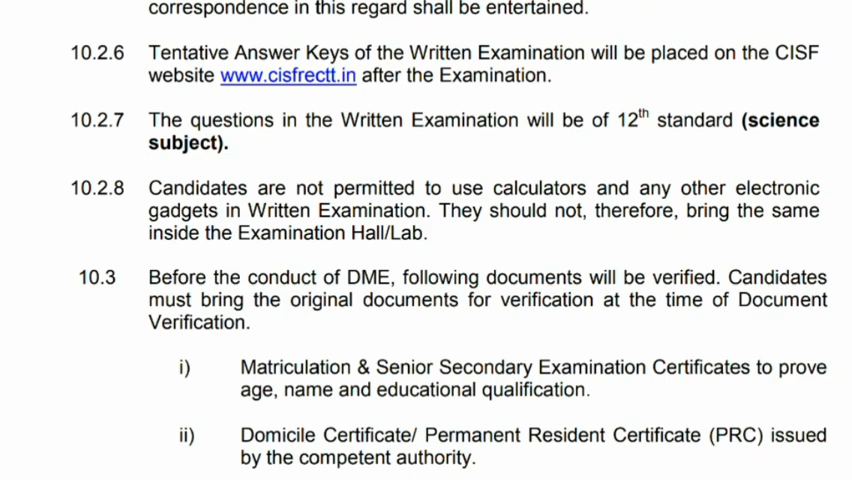 correspondence in this regard shall be entertained.
10.2.6 Tentative Answer Keys of the Written Examination will be placed on the CISF
website www.cisfrectt.in after the Examination.
10.2.7 The questions in the Written Examination will be of 12th standard (science
subject).
10.2.8 Candidates are not permitted to use calculators and any other electronic
gadgets in Written Examination. They should not, therefore, bring the same
inside the Examination Hall/Lab.
10.3 Before the conduct of DME, following documents will be verified. Candidates
must bring the original documents for verification at the time of Document
Verification.
i) Matriculation & Senior Secondary Examination Certificates to prove
age, name and educational qualification.
ii) Domicile Certificate/ Permanent Resident Certificate (PRC) issued
by the competent authority.